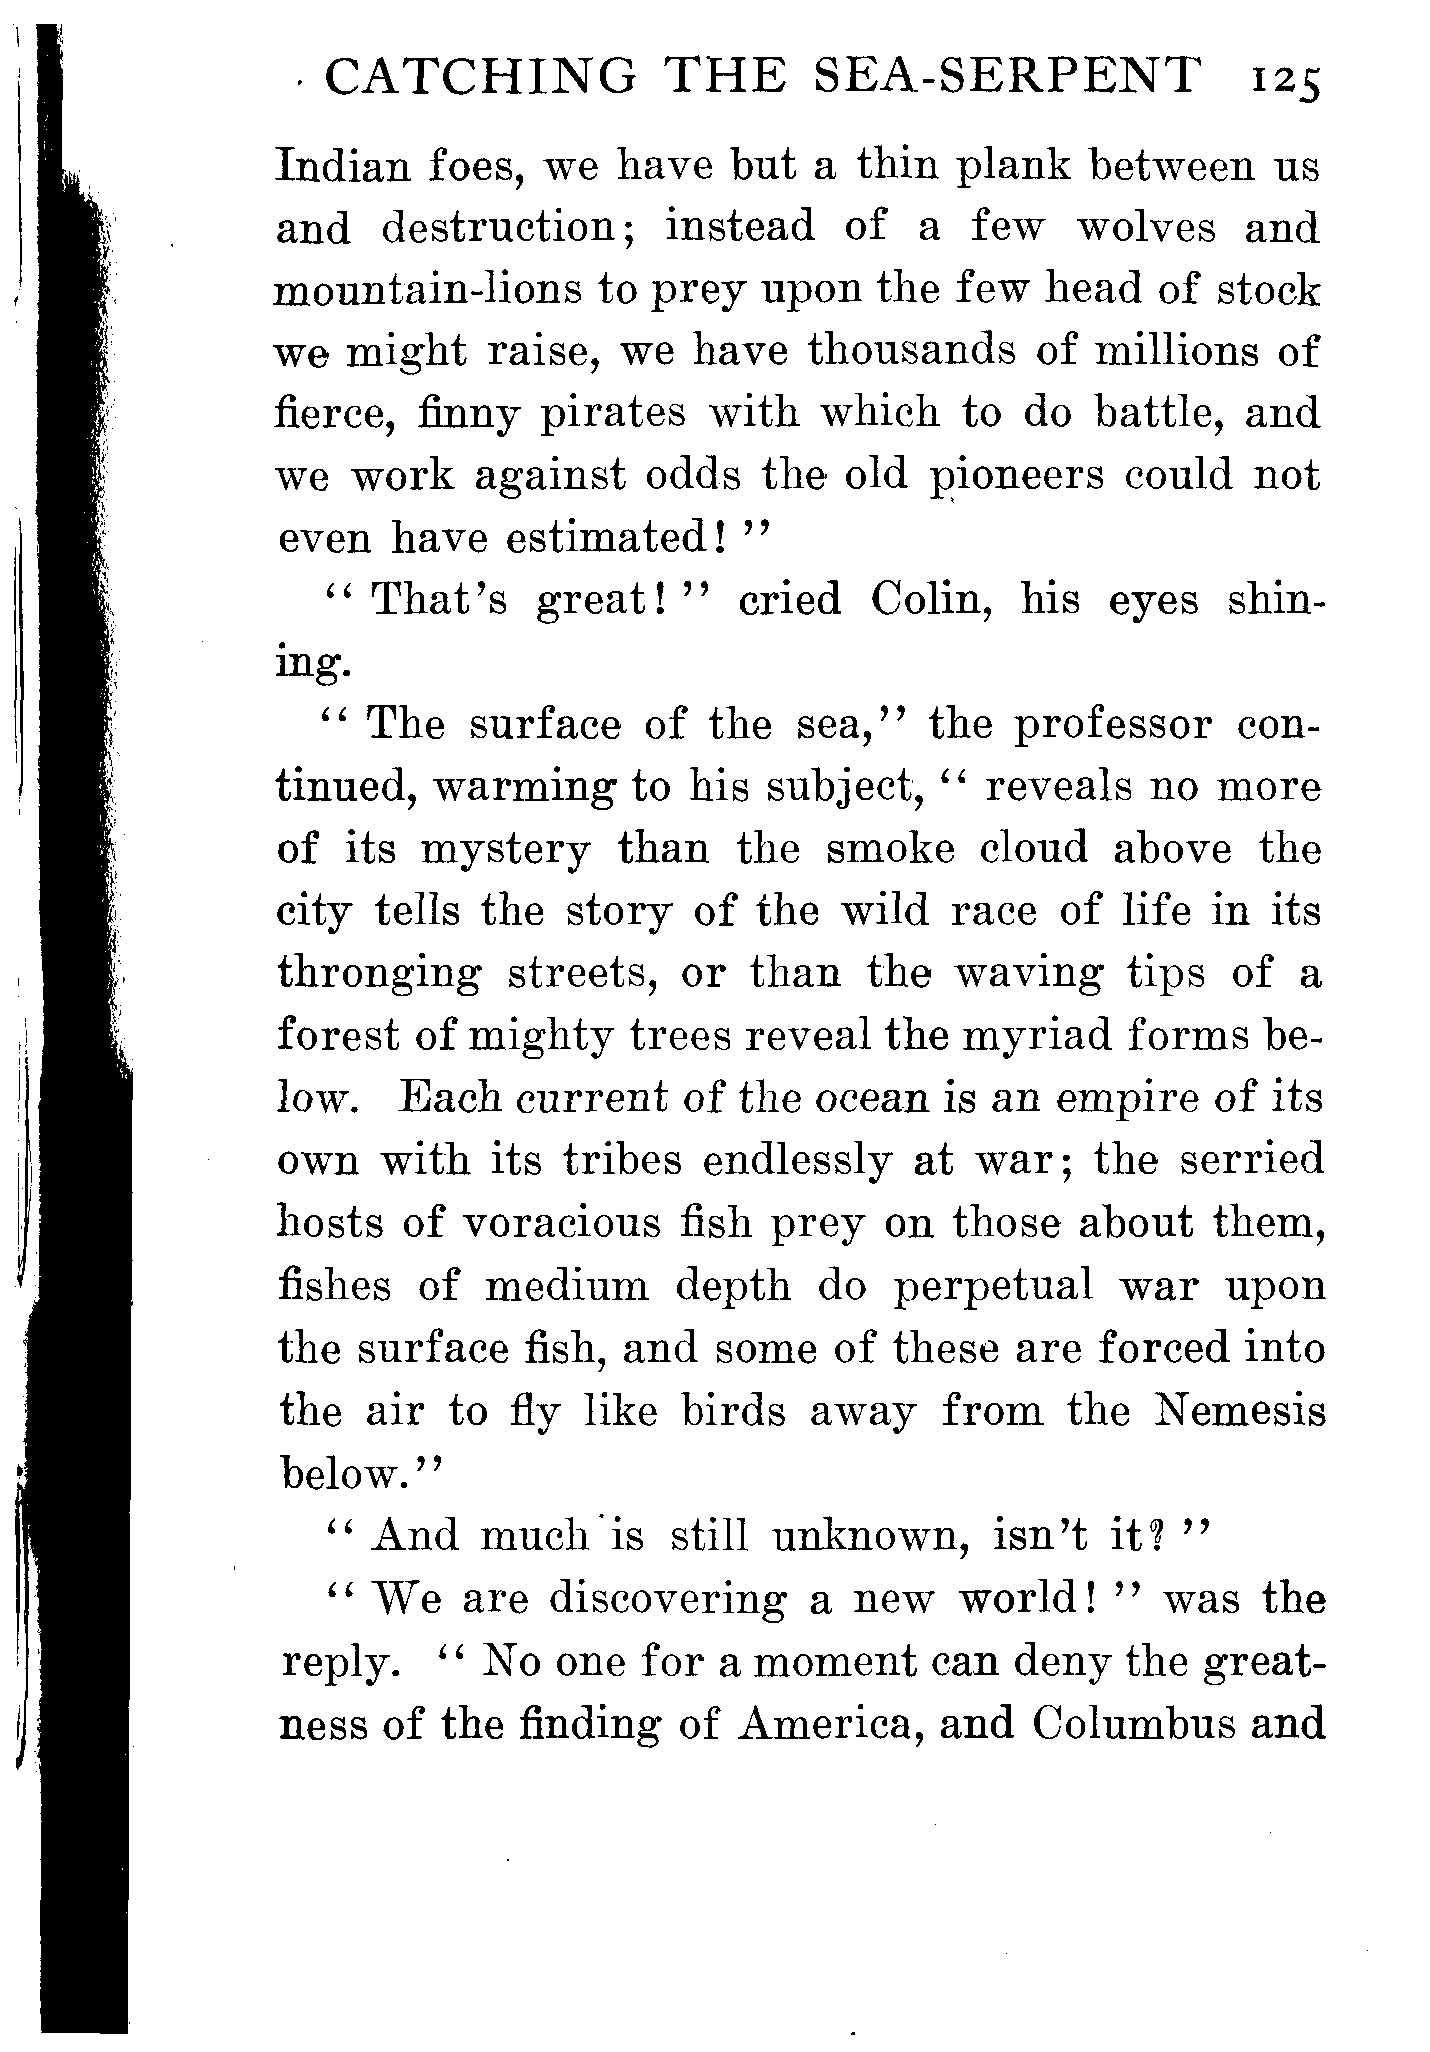 CATCHING THE SEA-SERPENT 125
Indian foes, we have but a thin plank between us
and destruction; instead of a few wolves and
mountain-lions to prey upon the few head of stock
we might raise, we have thousands of millions of
fierce, finny pirates with which to do battle, and
we work against odds the old pioneers could not
even have estimated! ”
“ That's great! ” cried Colin, his eyes shin-
ing.
“ The surface of the sea,” the professor con-
tinued, warming to his subject, “ reveals no more
of its mystery than the smoke cloud above the
city tells the story of the wild race of life in its
thronging streets, or than the waving tips of a
forest of mighty trees reveal the myriad forms be-
low. Each current of the ocean is an empire of its
own with its tribes endlessly at war; the serried
hosts of voracious fish prey on those about them,
fishes of medium depth do perpetual war upon
the surface fish, and some of these are forced into
the air to fly like birds away from the Nemesis
below.”
“ And much is still unknown, isn't it? ”
“ We are discovering a new world! ” was the
reply. “ No one for a moment can deny the great-
ness of the finding of America, and Columbus and